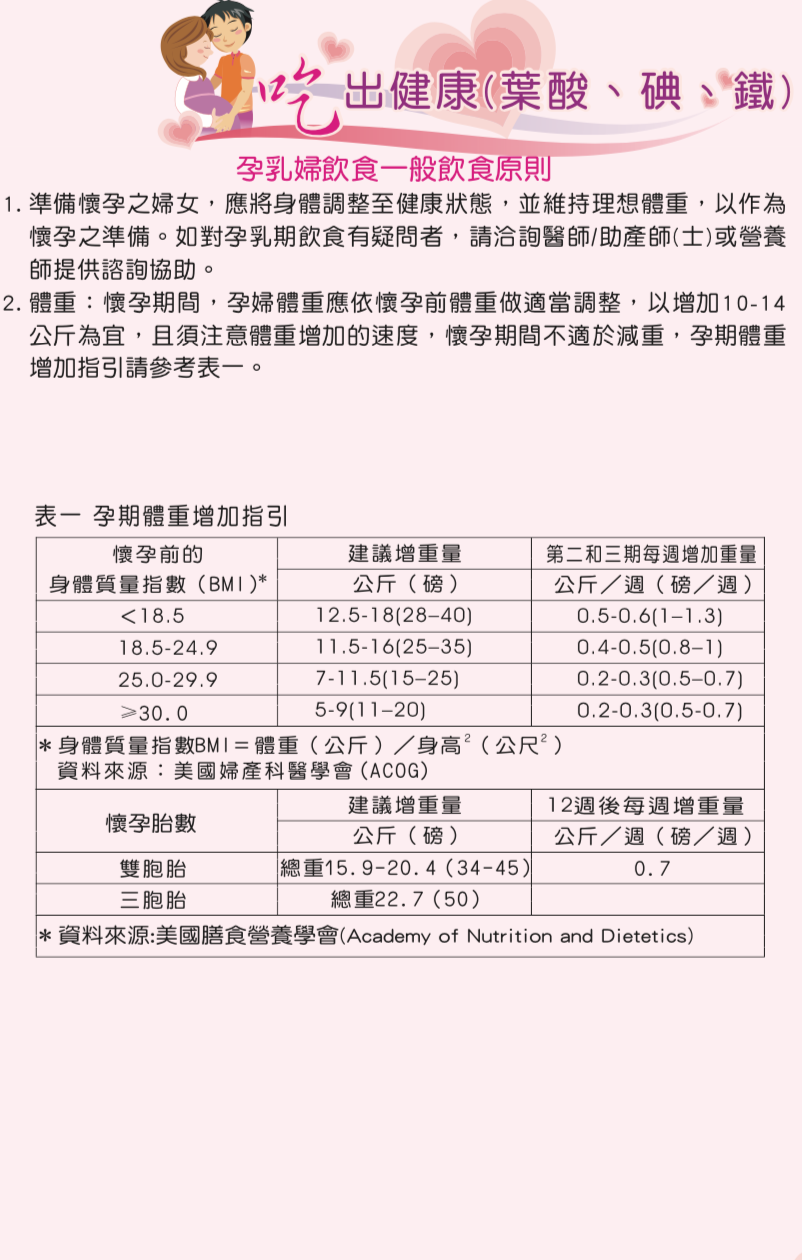 吃出健康(葉酸、碘、鐵)
孕乳婦飲食一般飲食原則
1. 準備懷孕之婦女，應將身體調整至健康狀態，並維持理想體重，以作為
懷孕之準備。如對孕乳期飲食有疑問者，請洽詢醫師/助產師(士)或營養
師提供諮詢協助。
2. 體重：懷孕期間，孕婦體重應依懷孕前體重做適當調整，以增加10-14
公斤為宜，且須注意體重增加的速度，懷孕期間不適於減重，孕期體重
增加指引請參考表一。
表一 孕期體重增加指引
懷孕前的 建議增重量 第二和三期每週增加重量
身體質量指數（BMI)* 公斤（磅） 公斤／週（磅／週）
＜18.5 12.5-18(28–40) 0.5-0.6(1–1.3)
18.5-24.9 11.5-16(25–35) 0.4-0.5(0.8–1)
25.0-29.9 7-11.5(15–25) 0.2-0.3(0.5–0.7)
≥30.0 5-9(11–20) 0.2-0.3(0.5-0.7)
＊身體質量指數BMI＝體重（公斤）／身高²（公尺²）
資料來源：美國婦產科醫學會(ACOG)
懷孕胎數 建議增重量 12週後每週增重量
公斤（磅） 公斤／週（磅／週）
雙胞胎 總重15.9-20.4（34-45) 0.7
三胞胎 總重22.7（50）
＊資料來源:美國膳食營養學會(Academy of Nutrition and Dietetics)